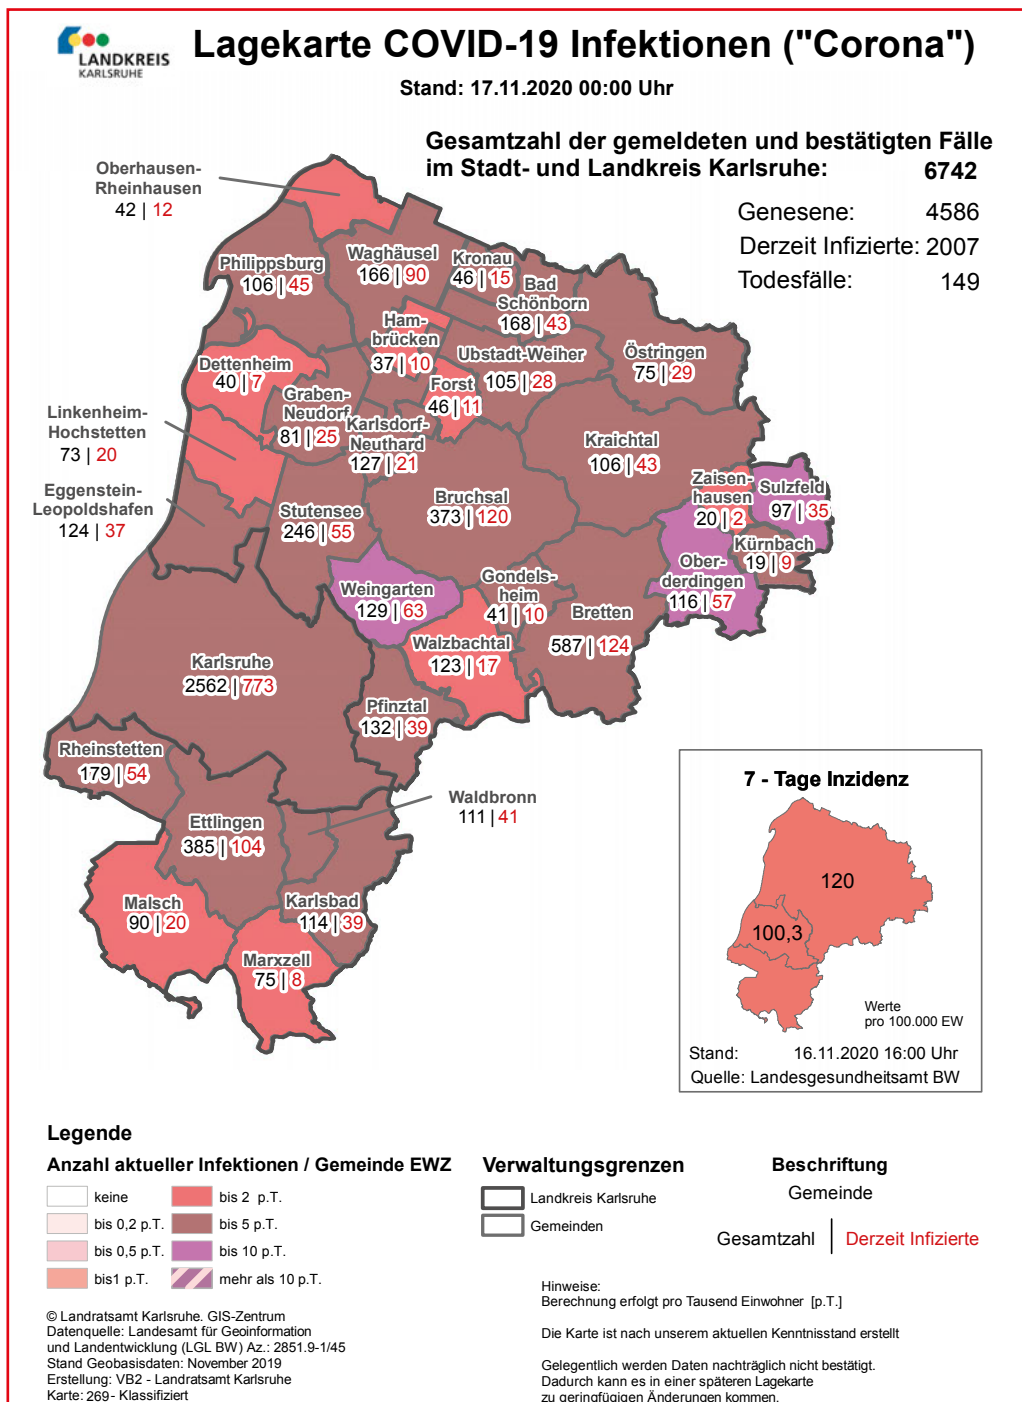 LANDKREIS
KARLSRUHE
Lagekarte COVID-19 Infektionen ("Corona")
Stand: 17.11.2020 00:00 Uhr
Gesamtzahl der gemeldeten und bestätigten Fälle
im Stadt- und Landkreis Karlsruhe: 6742
Genesene: 4586
Derzeit Infizierte: 2007
Todesfälle: 149
Oberhausen-
Rheinhausen
42 | 12
Philippsburg
106 | 45
Waghäusel
166 | 90
Kronau
46 | 15
Bad
Schönborn
168 | 43
Ham-
brücken
37 | 10
Ubstadt-Weiher
105 | 28
Östringen
75 | 29
Dettenheim
40 | 7
Graben-
Neudorf
81 | 25
Forst
46 | 11
Karlsdorf-
Neuthard
127 | 21
Linkenheim-
Hochstetten
73 | 20
Kraichtal
106 | 43
Eggenstein-
Leopoldshafen
124 | 37
Stutensee
246 | 55
Bruchsal
373 | 120
Zaisen-
hausen
20 | 2
Sulzfeld
97 | 35
Kürnbach
19 | 9
Ober-
derdingen
116 | 57
Weingarten
129 | 63
Gondels-
heim
41 | 10
Bretten
587 | 124
Walzbachtal
123 | 17
Karlsruhe
2562 | 773
Pfinztal
132 | 39
Rheinstetten
179 | 54
Ettlingen
385 | 104
Waldbronn
111 | 41
Malsch
90 | 20
Karlsbad
114 | 39
Marxzell
75 | 8
7 - Tage Inzidenz
120
100,3
Werte
pro 100.000 EW
Stand: 16.11.2020 16:00 Uhr
Quelle: Landesgesundheitsamt BW
Legende
Anzahl aktueller Infektionen / Gemeinde EWZ
keine
bis 0,2 p.T.
bis 0,5 p.T.
bis1 p.T.
bis 2 p.T.
bis 5 p.T.
bis 10 p.T.
mehr als 10 p.T.
Verwaltungsgrenzen
Landkreis Karlsruhe
Gemeinden
Beschriftung
Gemeinde
Gesamtzahl | Derzeit Infizierte
© Landratsamt Karlsruhe. GIS-Zentrum
Datenquelle: Landesamt für Geoinformation
und Landentwicklung (LGL BW) Az.: 2851.9-1/45
Stand Geobasisdaten: November 2019
Erstellung: VB2 - Landratsamt Karlsruhe
Karte: 269- Klassifiziert
Hinweise:
Berechnung erfolgt pro Tausend Einwohner [p.T.]
Die Karte ist nach unserem aktuellen Kenntnisstand erstellt
Gelegentlich werden Daten nachträglich nicht bestätigt.
Dadurch kann es in einer späteren Lagekarte
zu geringfügigen Änderungen kommen.